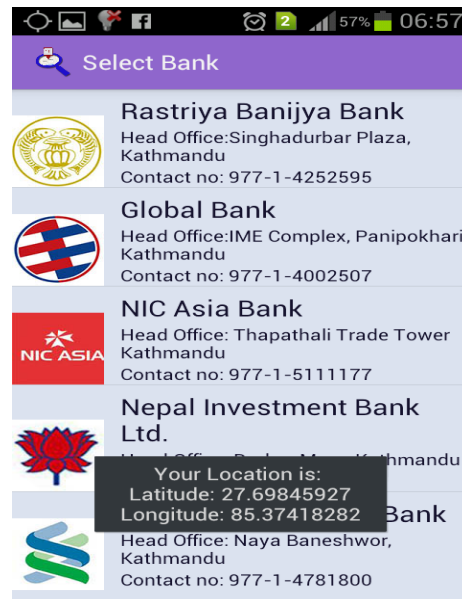 2 57% 06:57
Select Bank
Rastriya Banijya Bank
Head Office:Singhadurbar Plaza,
Kathmandu
Contact no: 977-1-4252595
Global Bank
Head Office:IME Complex, Panipokhari
Kathmandu
Contact no: 977-1-4002507
NIC ASIA
NIC Asia Bank
Head Office: Thapathali Trade Tower
Kathmandu
Contact no: 977-1-5111177
Nepal Investment Bank
Ltd.
Your Location is:
Latitude: 27.69845927
Longitude: 85.37418282
Bank
Head Office: Naya Baneshwor,
Kathmandu
Contact no: 977-1-4781800